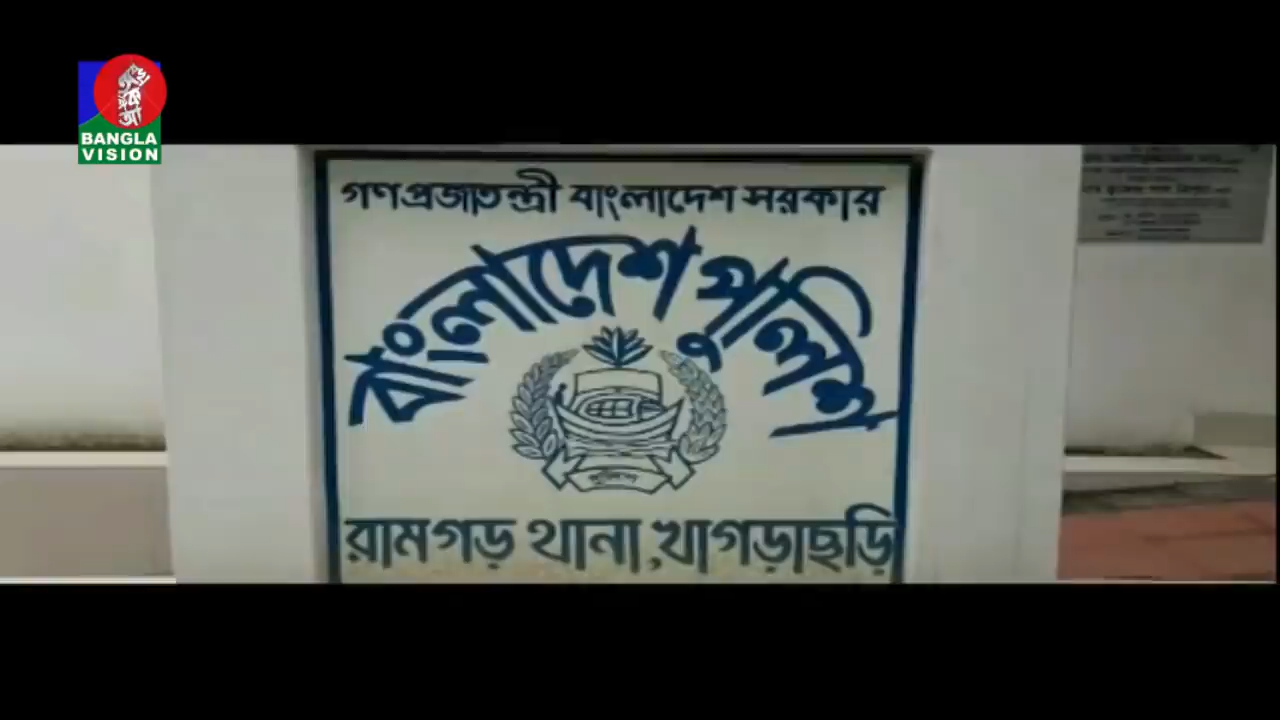 BANGLA
VISION
গণপ্রজাতন্ত্রী বাংলাদেশ সরকার
বাংলাদেশ পুলিশ
পুলিশ
রামগড় থানা, খাগড়াছড়ি